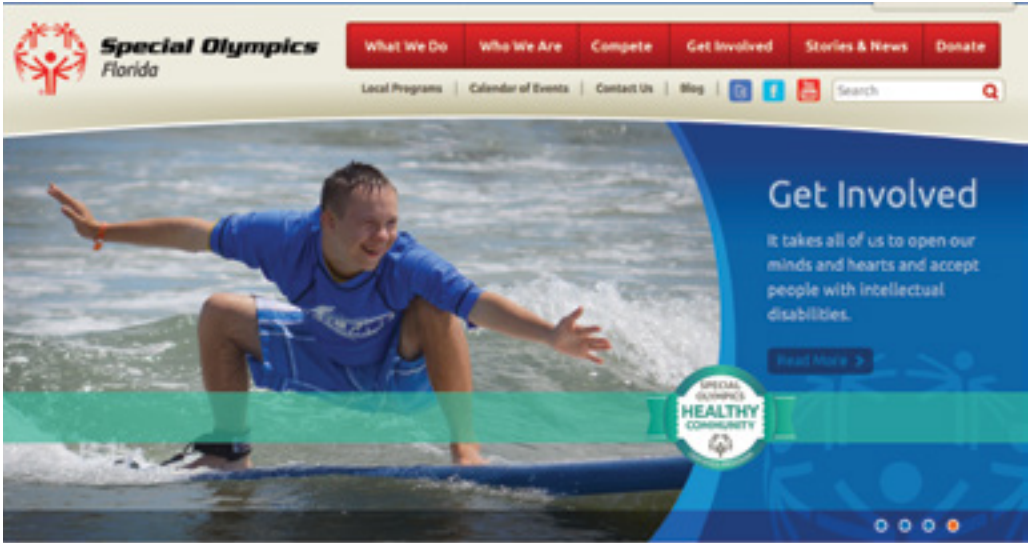 Special Olympics
Florida
What We Do Who We Are Compete Get Involved Stories & News Donate
Local Programs | Calendar of Events | Contact Us | Blog | Search
Get Involved
It takes all of us to open our
minds and hearts and accept
people with intellectual
disabilities.
Read More >
SPECIAL
OLYMPICS
HEALTHY
COMMUNITY